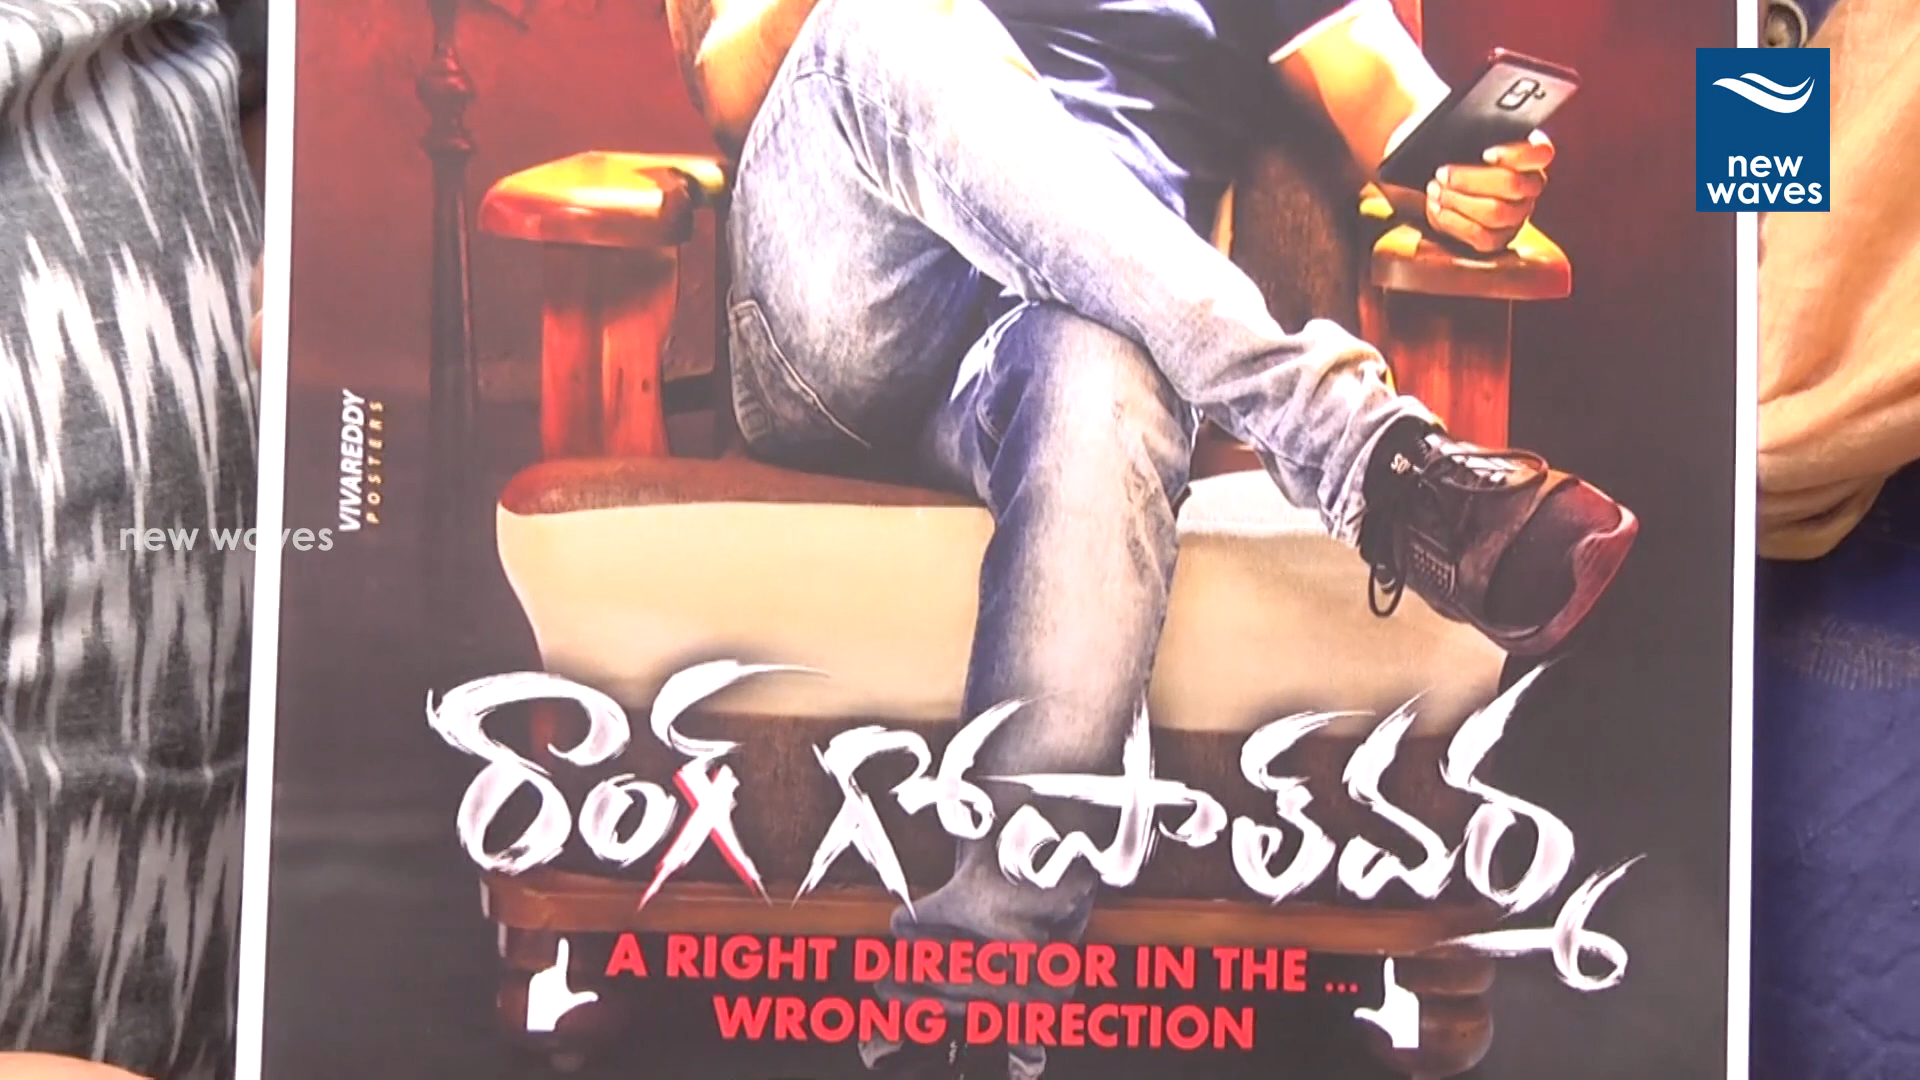 new
waves
VIVAREDDY
POSTERS
new waves
రాంగ్ గోపాల్ వర్మ
A RIGHT DIRECTOR IN THE ...
WRONG DIRECTION